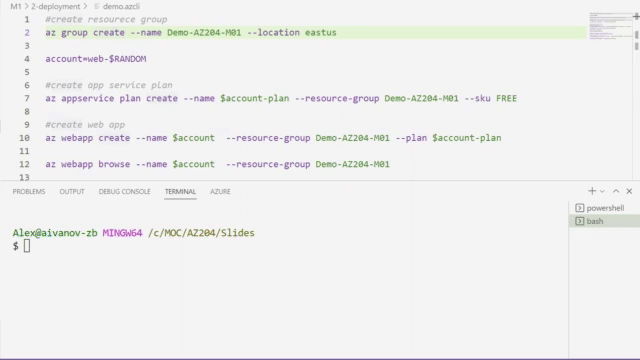 M1 > 2-deployment > demo.azcli
1 #create resourece group
2 az group create --name Demo-AZ204-M01 --location eastus
3
4 account=web-$RANDOM
5
6 #create app service plan
7 az appservice plan create --name $account-plan --resource-group Demo-AZ204-M01 --sku FREE
8
9 #create web app
10 az webapp create --name $account --resource-group Demo-AZ204-M01 --plan $account-plan
11
12 az webapp browse --name $account --resource-group Demo-AZ204-M01
13
PROBLEMS OUTPUT DEBUG CONSOLE TERMINAL AZURE
powershell
bash
Alex@aivanov-zb MINGW64 /c/MOC/AZ204/Slides
$